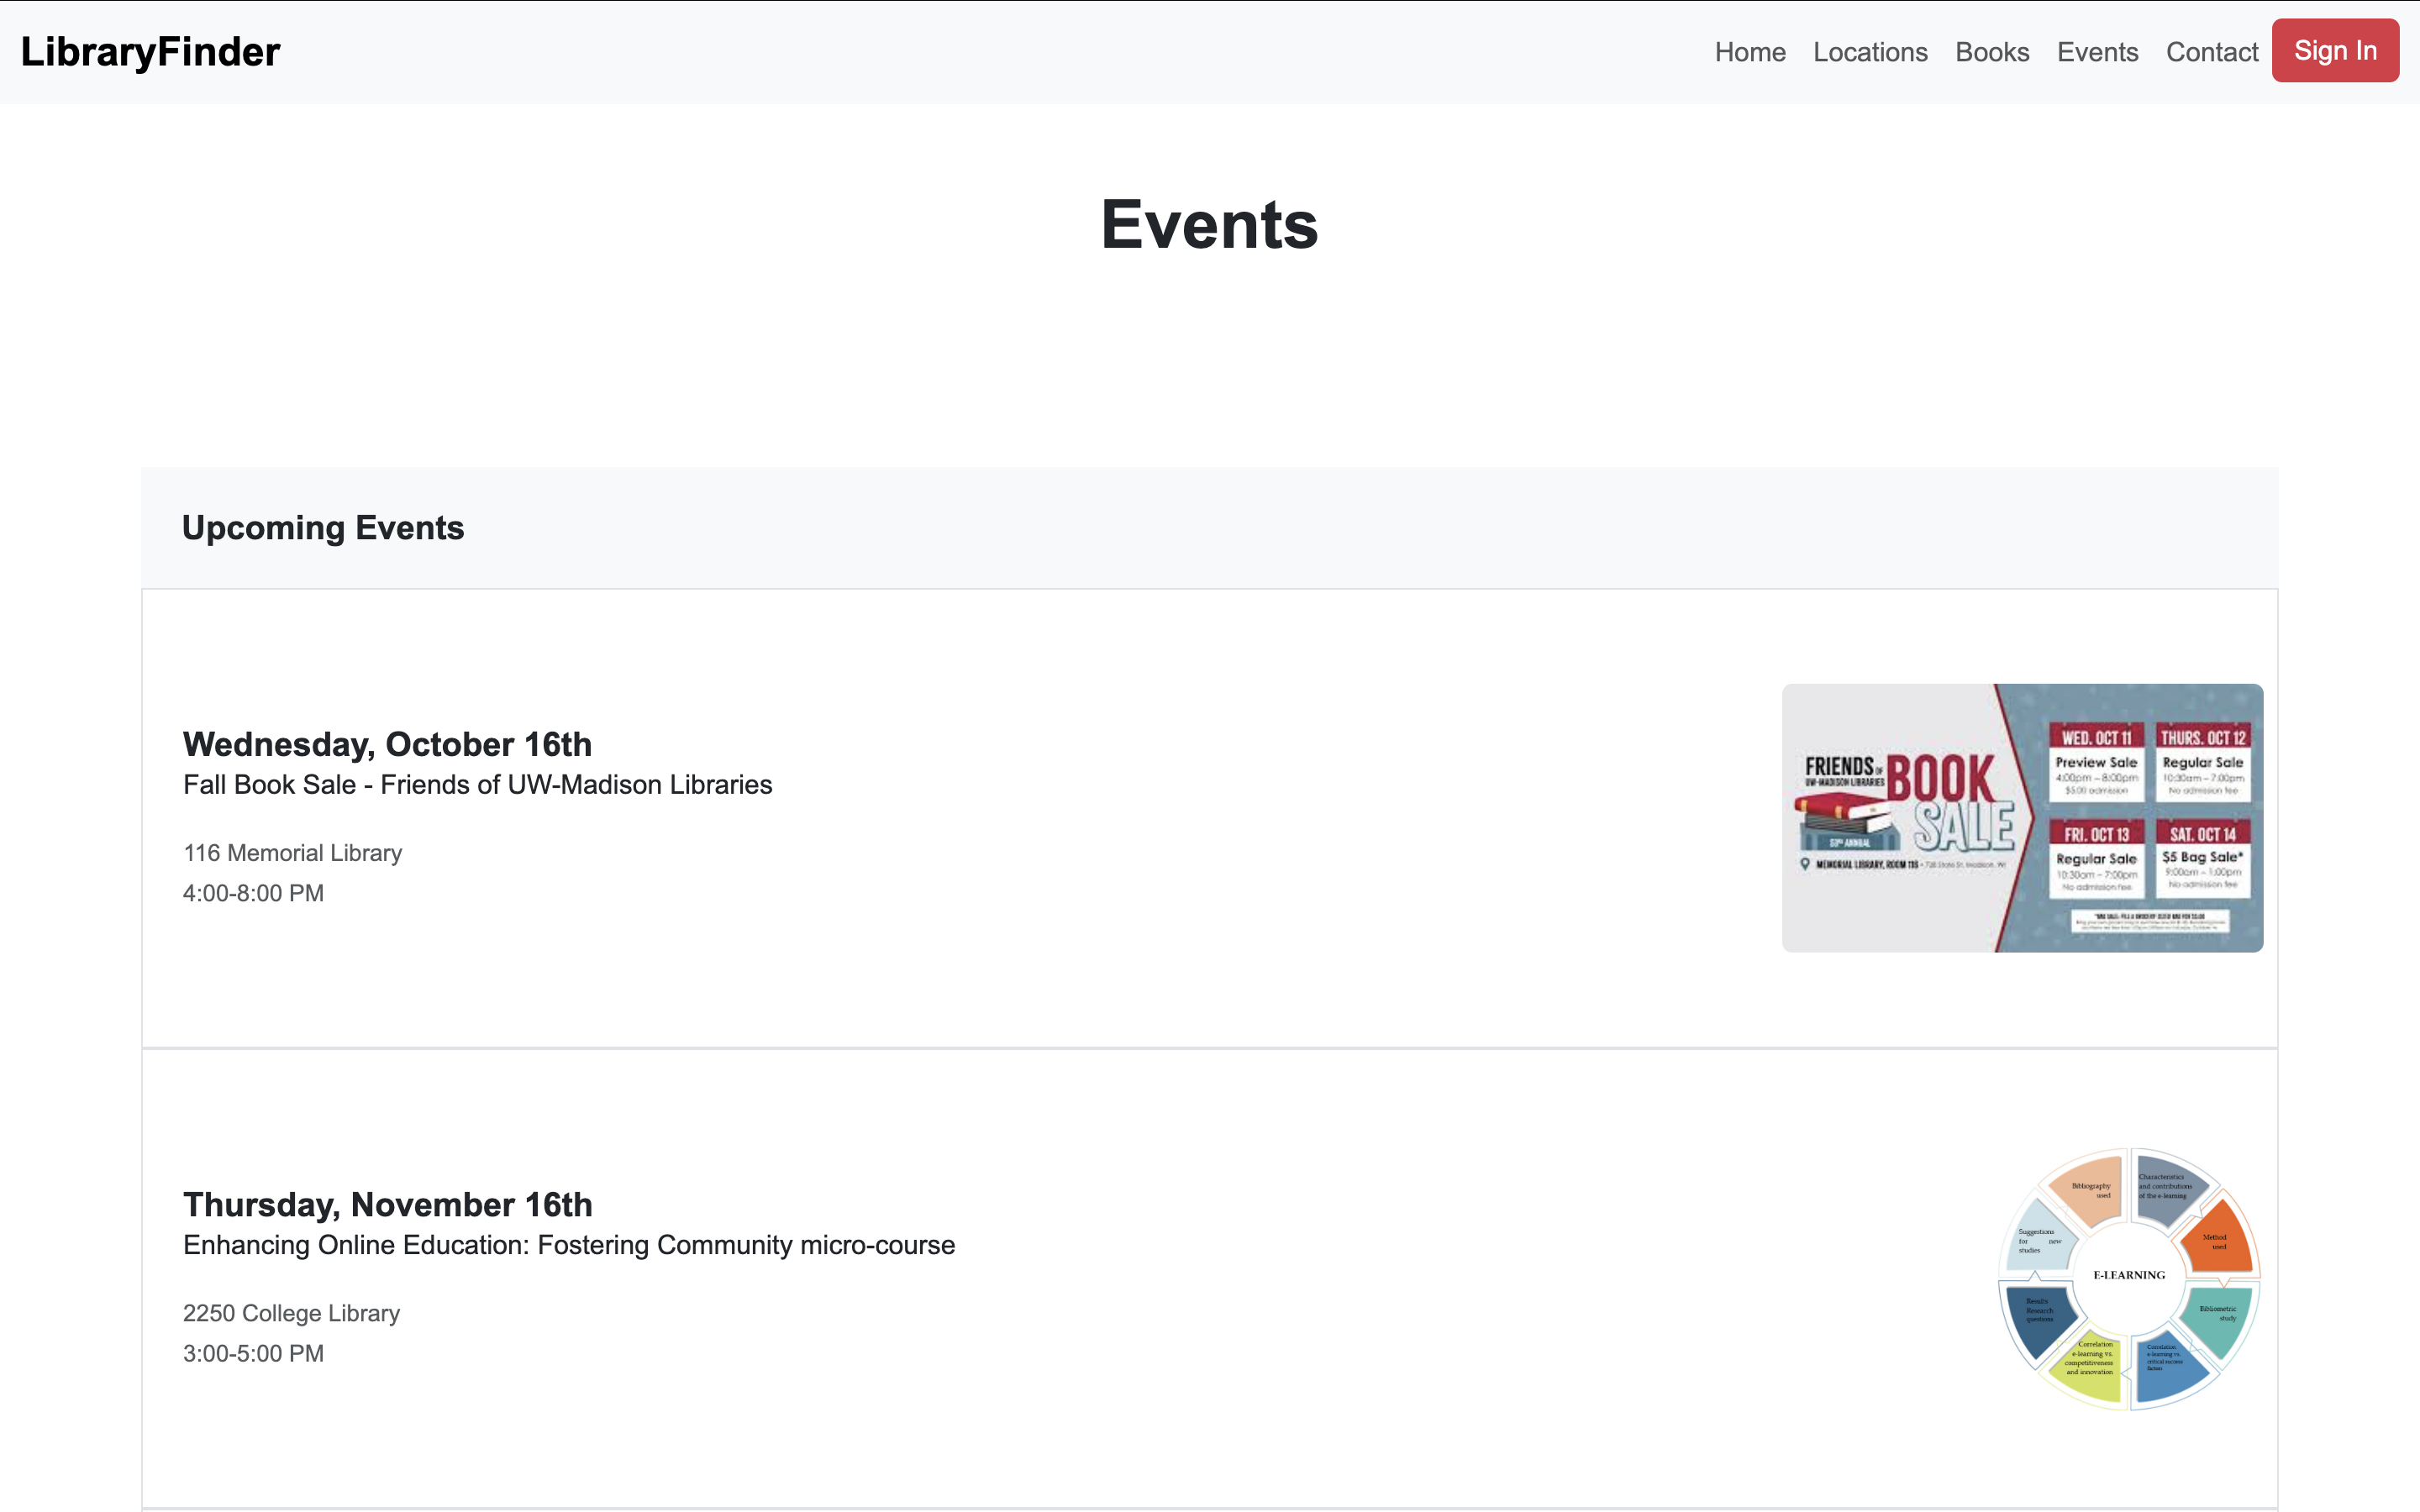 LibraryFinder
Home Locations Books Events Contact Sign In
Events
Upcoming Events
Wednesday, October 16th
Fall Book Sale - Friends of UW-Madison Libraries
116 Memorial Library
4:00-8:00 PM
FRIENDS OF
UW-MADISON LIBRARIES
BOOK
SALE
53RD ANNUAL
MEMORIAL LIBRARY, ROOM 116 - 728 State St, Madison, WI
WED. OCT 11
Preview Sale
4:00pm – 8:00pm
$5.00 admission
THURS. OCT 12
Regular Sale
10:30am – 7:00pm
No admission fee
FRI. OCT 13
Regular Sale
10:30am – 7:00pm
No admission fee
SAT. OCT 14
$5 Bag Sale*
9:00am – 1:00pm
No admission fee
Thursday, November 16th
Enhancing Online Education: Fostering Community micro-course
2250 College Library
3:00-5:00 PM
E-LEARNING
Characteristics
and contributions
of the e-learning
Method
used
Bibliometric
study
Correlation
e-learning vs.
critical success
factors
Correlation
e-learning vs.
competitiveness
and innovation
Results
Research
questions
Suggestions
for new
studies
Bibliography
used